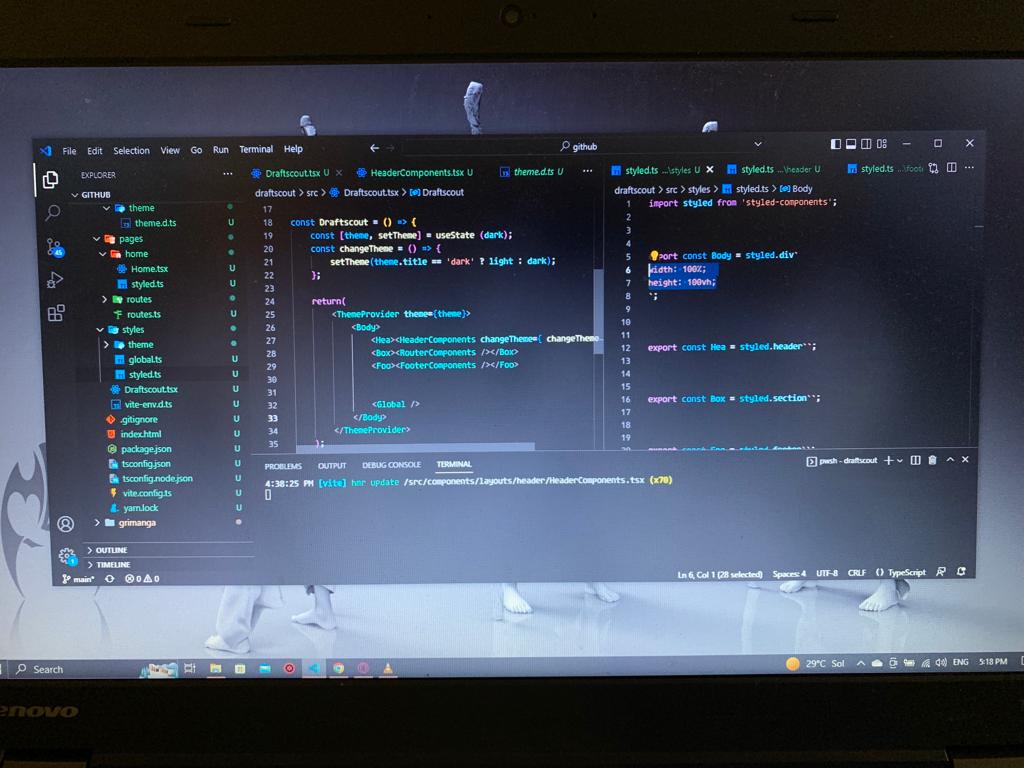 File Edit Selection View Go Run Terminal Help
github
EXPLORER
GITHUB
theme
theme.d.ts U
pages
home
Home.tsx U
styled.ts U
routes
routes.ts U
styles
theme
global.ts U
styled.ts U
Draftscout.tsx U
vite-env.d.ts U
.gitignore U
index.html U
package.json U
tsconfig.json U
tsconfig.node.json U
vite.config.ts U
yarn.lock U
grimanga
OUTLINE
TIMELINE
45
1
Draftscout.tsx U
HeaderComponents.tsx U
theme.d.ts U
draftscout > src > Draftscout.tsx > Draftscout
17
18 const Draftscout = () => {
19 const [theme, setTheme] = useState (dark);
20 const changeTheme = () => {
21 setTheme(theme.title == 'dark' ? light : dark);
22 };
23
24 return(
25 <ThemeProvider theme={theme}>
26 <Body>
27 <Hea><HeaderComponents changeTheme={ changeTheme
28 <Box><RouterComponents /></Box>
29 <Foo><FooterComponents /></Foo>
30
31
32 <Global />
33 </Body>
34 </ThemeProvider>
35 );
styled.ts ...\styles U
styled.ts ...\header U
styled.ts ...\foot
draftscout > src > styles > styled.ts > Body
1 import styled from 'styled-components';
2
3
4
5 port const Body = styled.div`
6 width: 100%;
7 height: 100vh;
8 `;
9
10
11
12 export const Hea = styled.header``;
13
14
15
16 export const Box = styled.section``;
17
18
19
20 export const Foo = styled.footer``;
PROBLEMS OUTPUT DEBUG CONSOLE TERMINAL
pwsh - draftscout
4:38:25 PM [vite] hmr update /src/components/layouts/header/HeaderComponents.tsx (x70)
main* 0 0
Ln 6, Col 1 (28 selected) Spaces: 4 UTF-8 CRLF TypeScript
Search
29°C Sol
ENG 5:18 PM
enovo